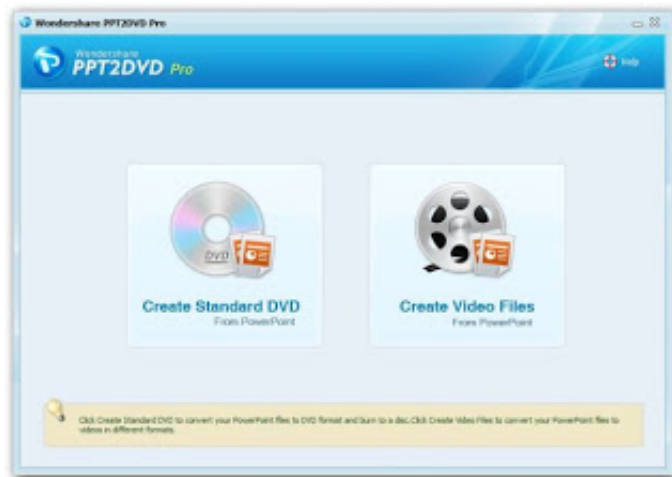 Wondershare PPT2DVD Pro
Wondershare
PPT2DVD Pro
Help
DVD
Create Standard DVD
From PowerPoint
Create Video Files
From PowerPoint
Click Create Standard DVD to convert your PowerPoint files to DVD format and burn to a disc.Click Create Video Files to convert your PowerPoint files to
videos in different formats.